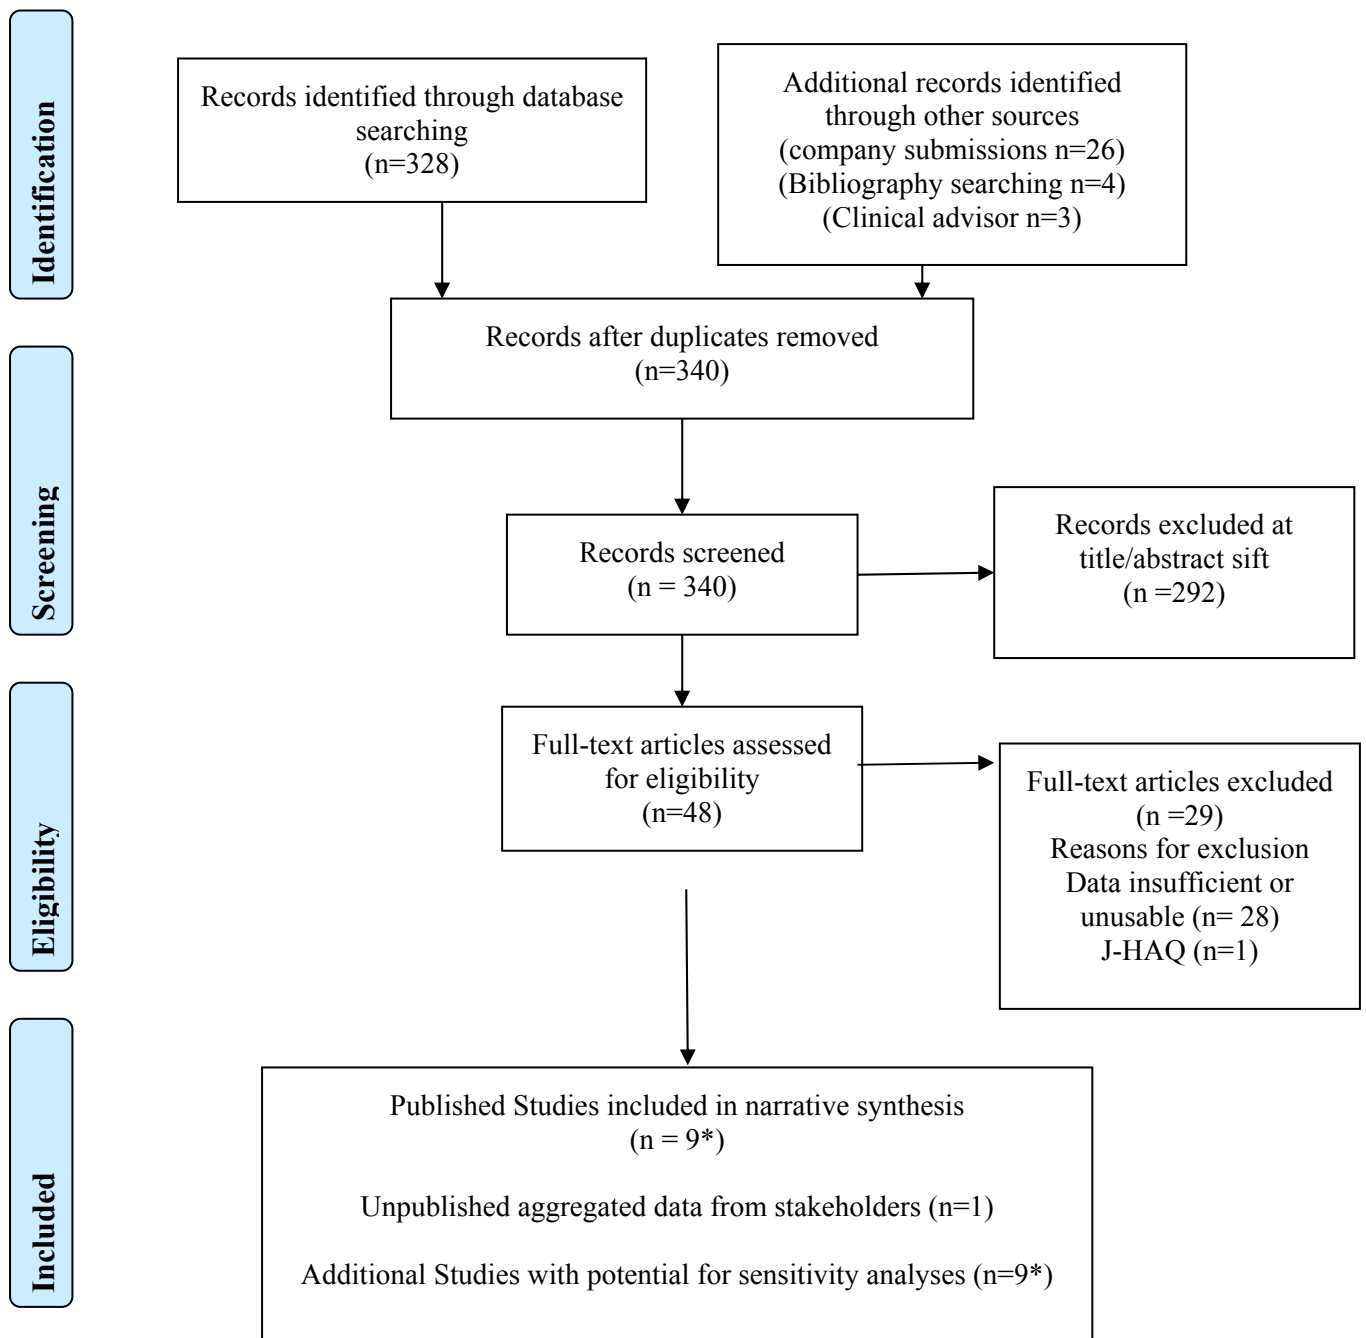 Identification
Records identified through database
searching
(n=328)
Additional records identified
through other sources
(company submissions n=26)
(Bibliography searching n=4)
(Clinical advisor n=3)
Records after duplicates removed
(n=340)
Screening
Records screened
(n = 340)
Records excluded at
title/abstract sift
(n =292)
Eligibility
Full-text articles assessed
for eligibility
(n=48)
Full-text articles excluded
(n =29)
Reasons for exclusion
Data insufficient or
unusable (n= 28)
J-HAQ (n=1)
Included
Published Studies included in narrative synthesis
(n = 9*)
Unpublished aggregated data from stakeholders (n=1)
Additional Studies with potential for sensitivity analyses (n=9*)